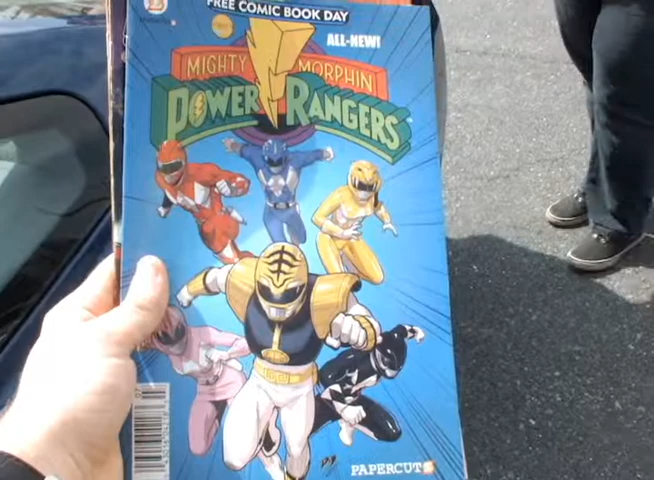 FREE COMIC BOOK DAY
ALL-NEW!
MIGHTY MORPHIN
POWER RANGERS
PAPERCUTZ